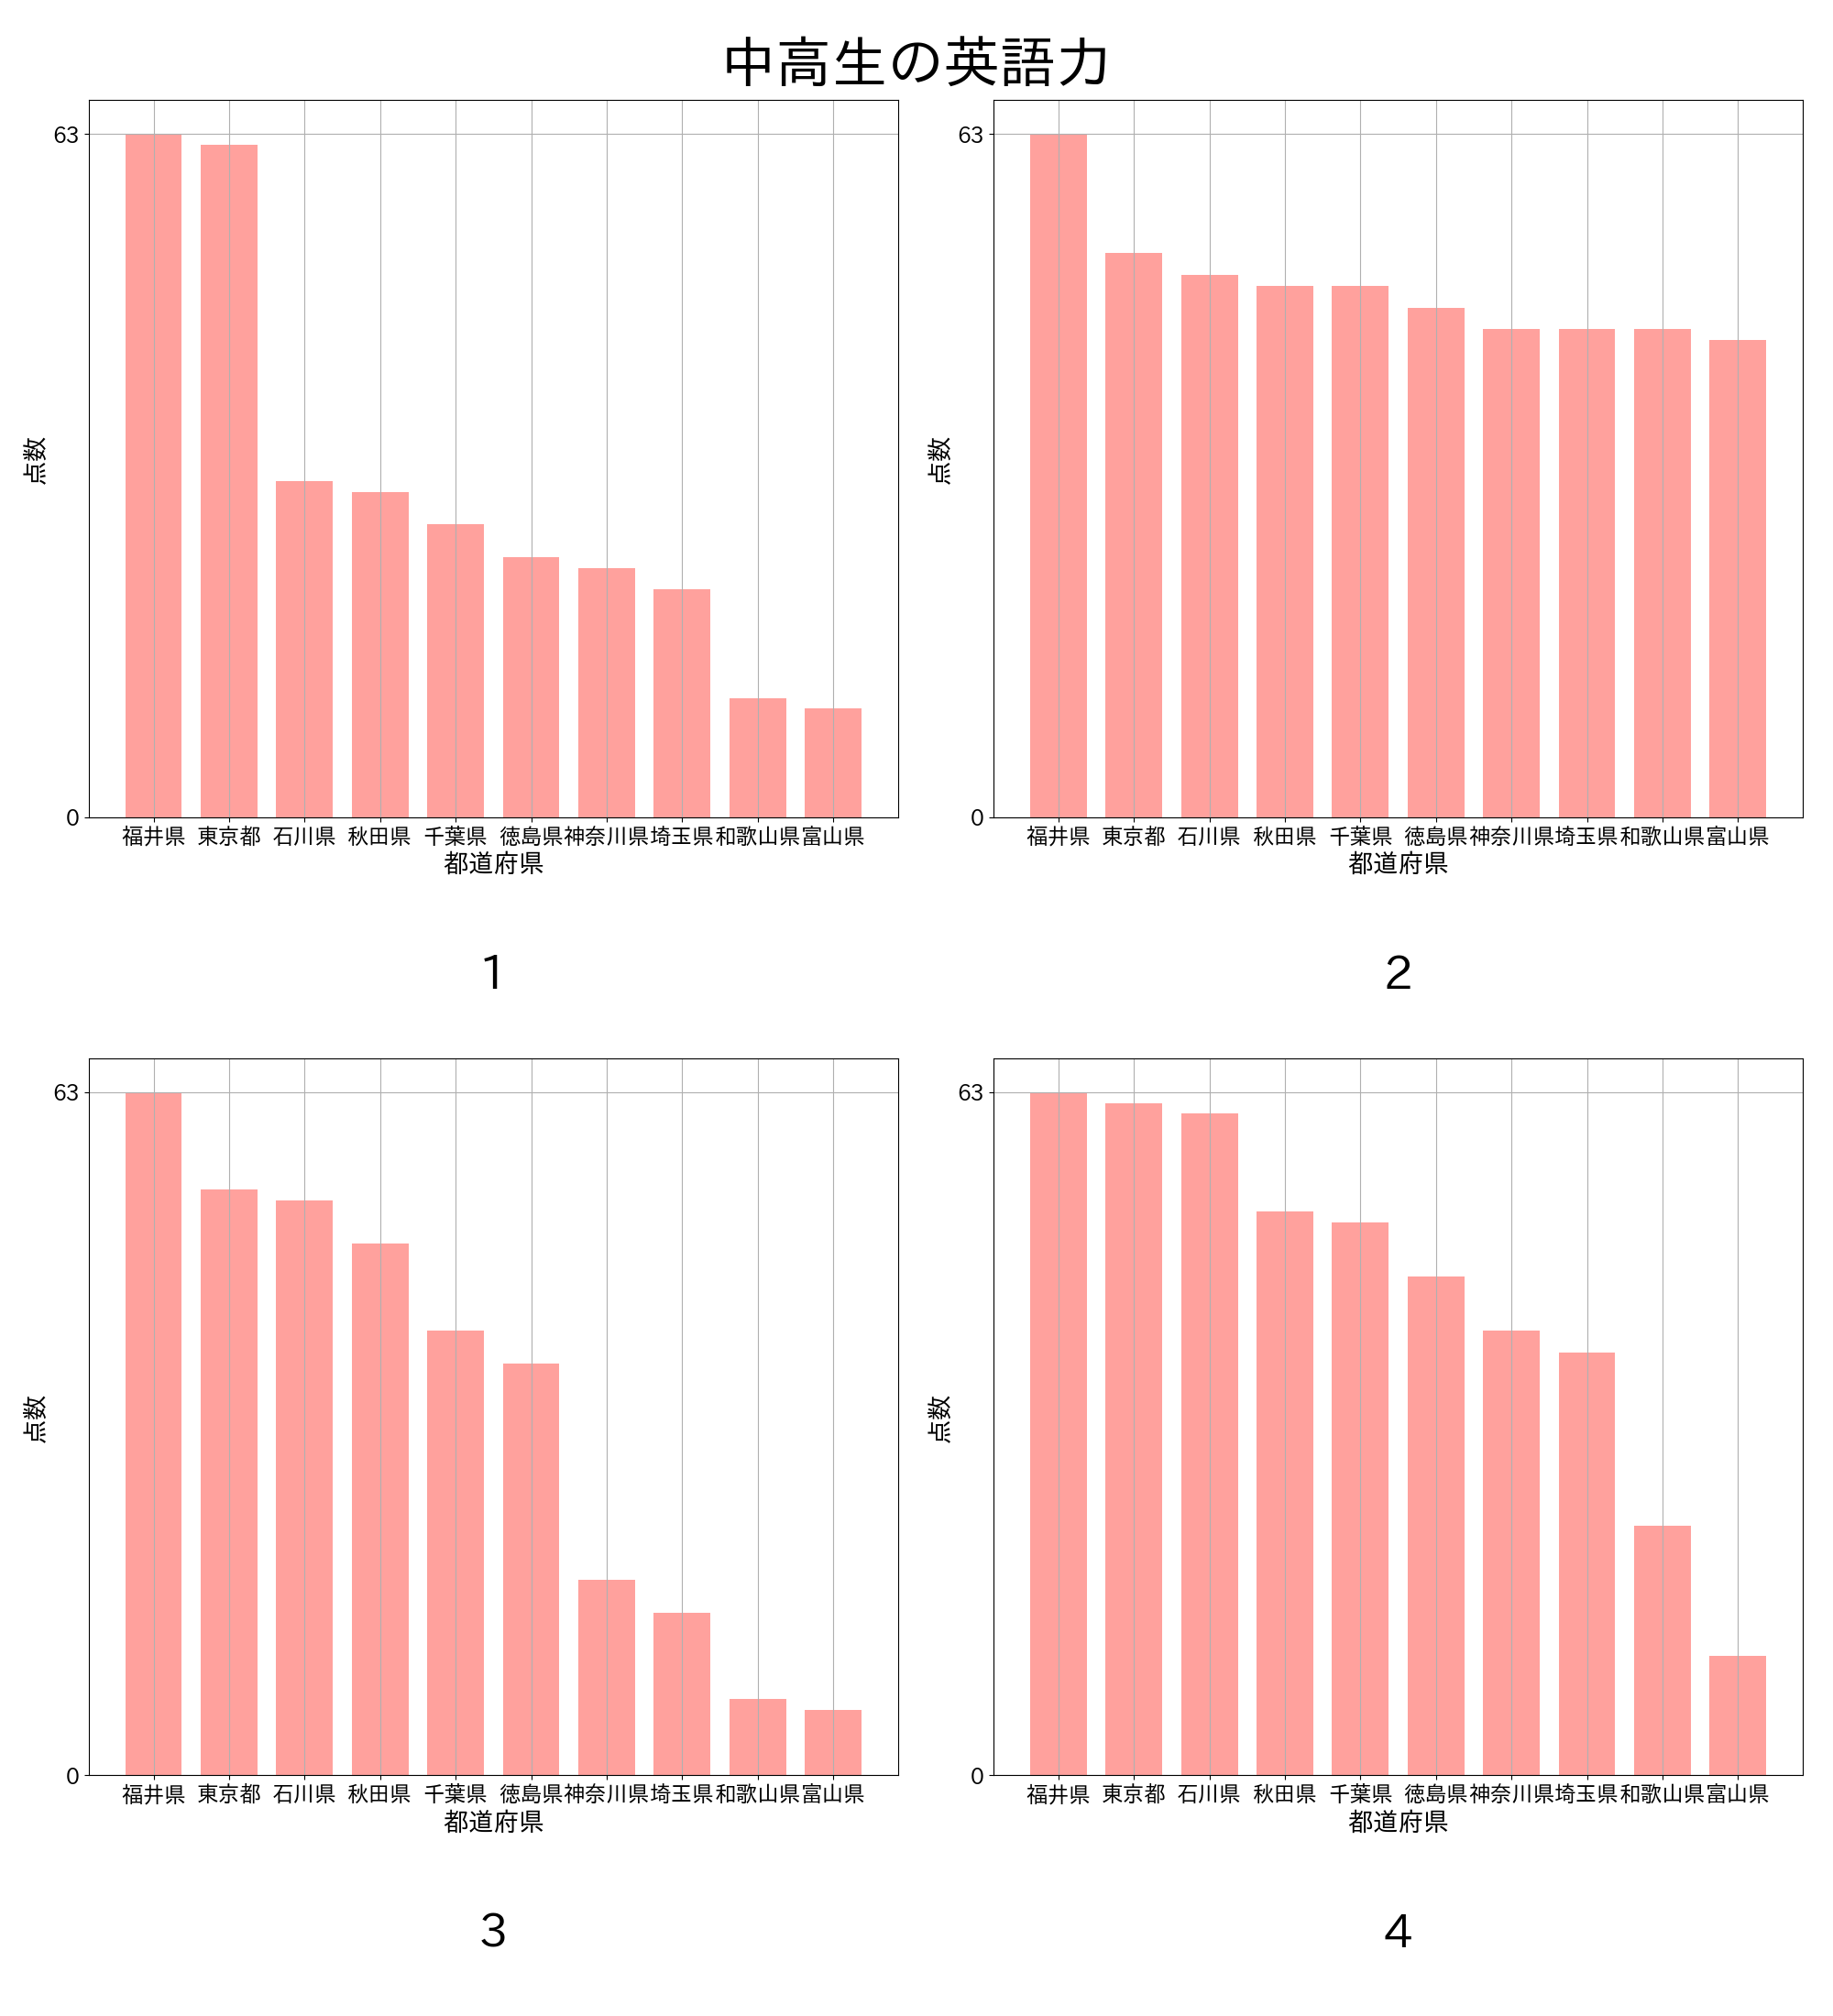 中高生の英語力
63
0
点数
福井県 東京都 石川県 秋田県 千葉県 徳島県 神奈川県 埼玉県 和歌山県 富山県
都道府県
1
63
0
点数
福井県 東京都 石川県 秋田県 千葉県 徳島県 神奈川県 埼玉県 和歌山県 富山県
都道府県
2
63
0
点数
福井県 東京都 石川県 秋田県 千葉県 徳島県 神奈川県 埼玉県 和歌山県 富山県
都道府県
3
63
0
点数
福井県 東京都 石川県 秋田県 千葉県 徳島県 神奈川県 埼玉県 和歌山県 富山県
都道府県
4